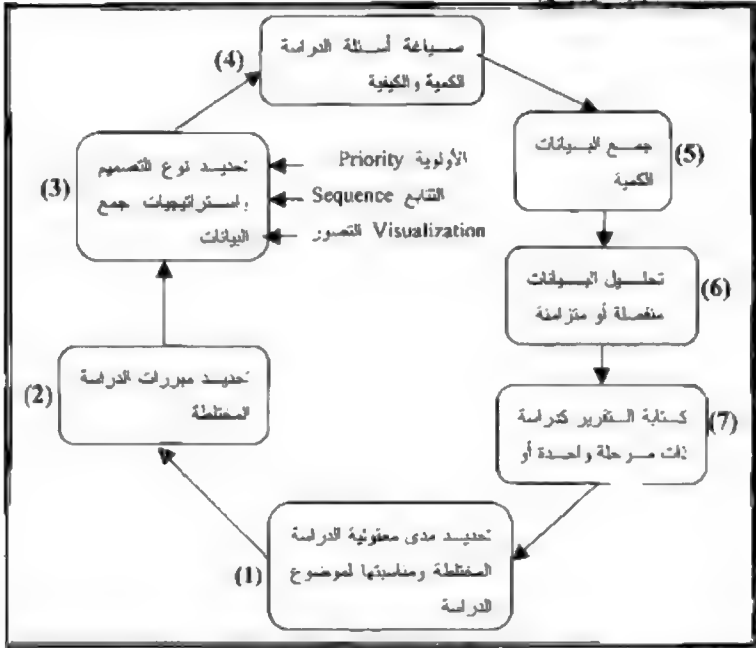 (4)
صياغة أسئلة الدراسة
الكمية والكيفية
(3)
تحديد نوع التصميم
واستراتيجيات جمع
البيانات
الأولوية Priority
التتابع Sequence
التصور Visualization
(5)
جمع البيانات
الكمية
(6)
تحليل البيانات
منفصلة أو متزامنة
(2)
تحديد مبررات الدراسة
المختلطة
(7)
كتابة التقرير كدراسة
ذات مرحلة واحدة أو
(1)
تحديد مدى معقولية الدراسة
المختلطة ومناسبتها لموضوع
الدراسة